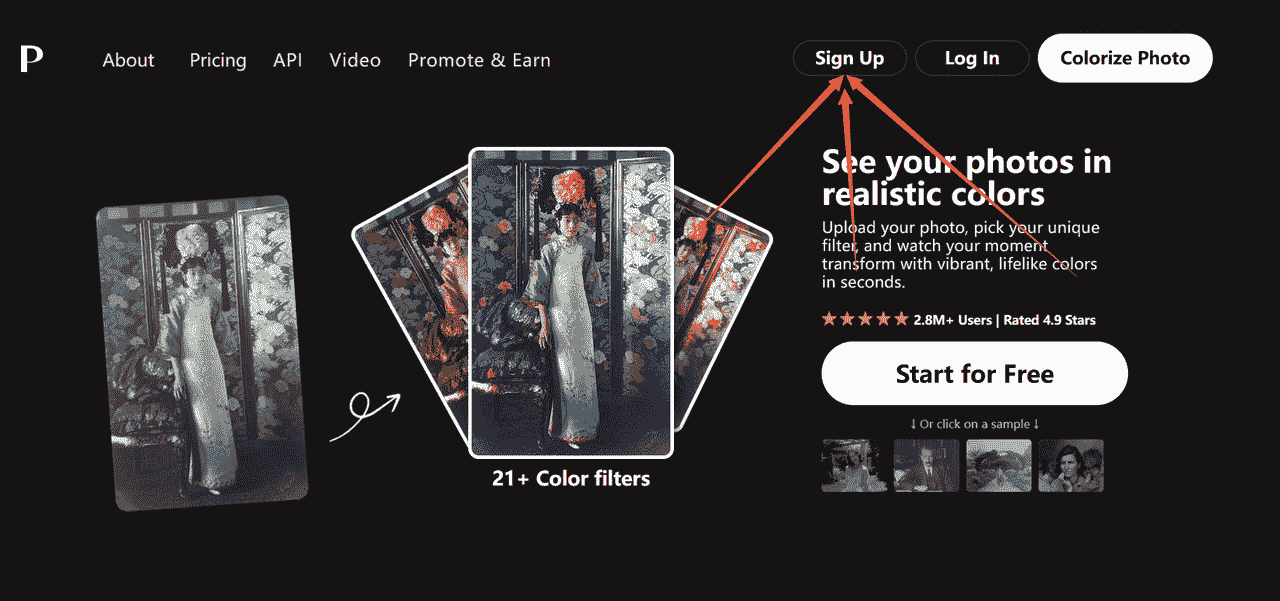 P
About Pricing API Video Promote & Earn Sign Up Log In Colorize Photo
See your photos in
realistic colors
Upload your photo, pick your unique
filter, and watch your moment
transform with vibrant, lifelike colors
in seconds.
2.8M+ Users | Rated 4.9 Stars
Start for Free
↓ Or click on a sample ↓
21+ Color filters